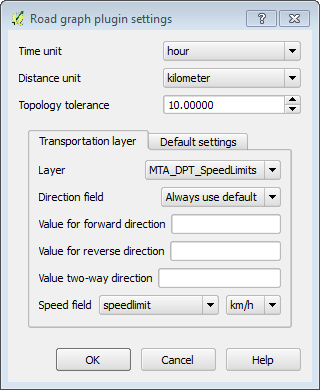 Road graph plugin settings ? x
Time unit hour
Distance unit kilometer
Topology tolerance 10.00000
Transportation layer Default settings
Layer MTA_DPT_SpeedLimits
Direction field Always use default
Value for forward direction
Value for reverse direction
Value two-way direction
Speed field speedlimit km/h
OK Cancel Help